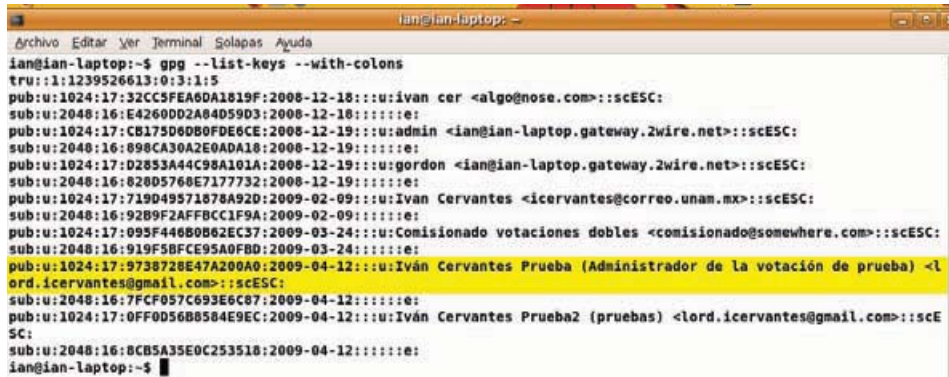 ian@ian-laptop: ~
Archivo Editar Ver Terminal Solapas Ayuda
ian@ian-laptop:~$ gpg --list-keys --with-colons
tru::1:1239526613:0:3:1:5
pub:u:1024:17:32CC5FEA6DA1819F:2008-12-18:::u:ivan cer <algo@nose.com>::scESC:
sub:u:2048:16:E4260DD2A84D59D3:2008-12-18::::::e:
pub:u:1024:17:CB175D6DB0FDE6CE:2008-12-19:::u:admin <ian@ian-laptop.gateway.2wire.net>::scESC:
sub:u:2048:16:898CA30A2E0ADA18:2008-12-19::::::e:
pub:u:1024:17:D2853A44C98A101A:2008-12-19:::u:gordon <ian@ian-laptop.gateway.2wire.net>::scESC:
sub:u:2048:16:828D5768E7177732:2008-12-19::::::e:
pub:u:1024:17:719D49571878A92D:2009-02-09:::u:Ivan Cervantes <icervantes@correo.unam.mx>::scESC:
sub:u:2048:16:92B9F2AFFBCC1F9A:2009-02-09::::::e:
pub:u:1024:17:095F446B0B62EC37:2009-03-24:::u:Comisionado votaciones dobles <comisionado@somewhere.com>::scESC:
sub:u:2048:16:919F5BFCE95A0FBD:2009-03-24::::::e:
pub:u:1024:17:9738728E47A200A0:2009-04-12:::u:Iván Cervantes Prueba (Administrador de la votación de prueba) <l
ord.icervantes@gmail.com>::scESC:
sub:u:2048:16:7FCF057C693E6C87:2009-04-12::::::e:
pub:u:1024:17:0FF0D56B8584E9EC:2009-04-12:::u:Iván Cervantes Prueba2 (pruebas) <lord.icervantes@gmail.com>::scE
SC:
sub:u:2048:16:8CB5A35E0C253518:2009-04-12::::::e:
ian@ian-laptop:~$